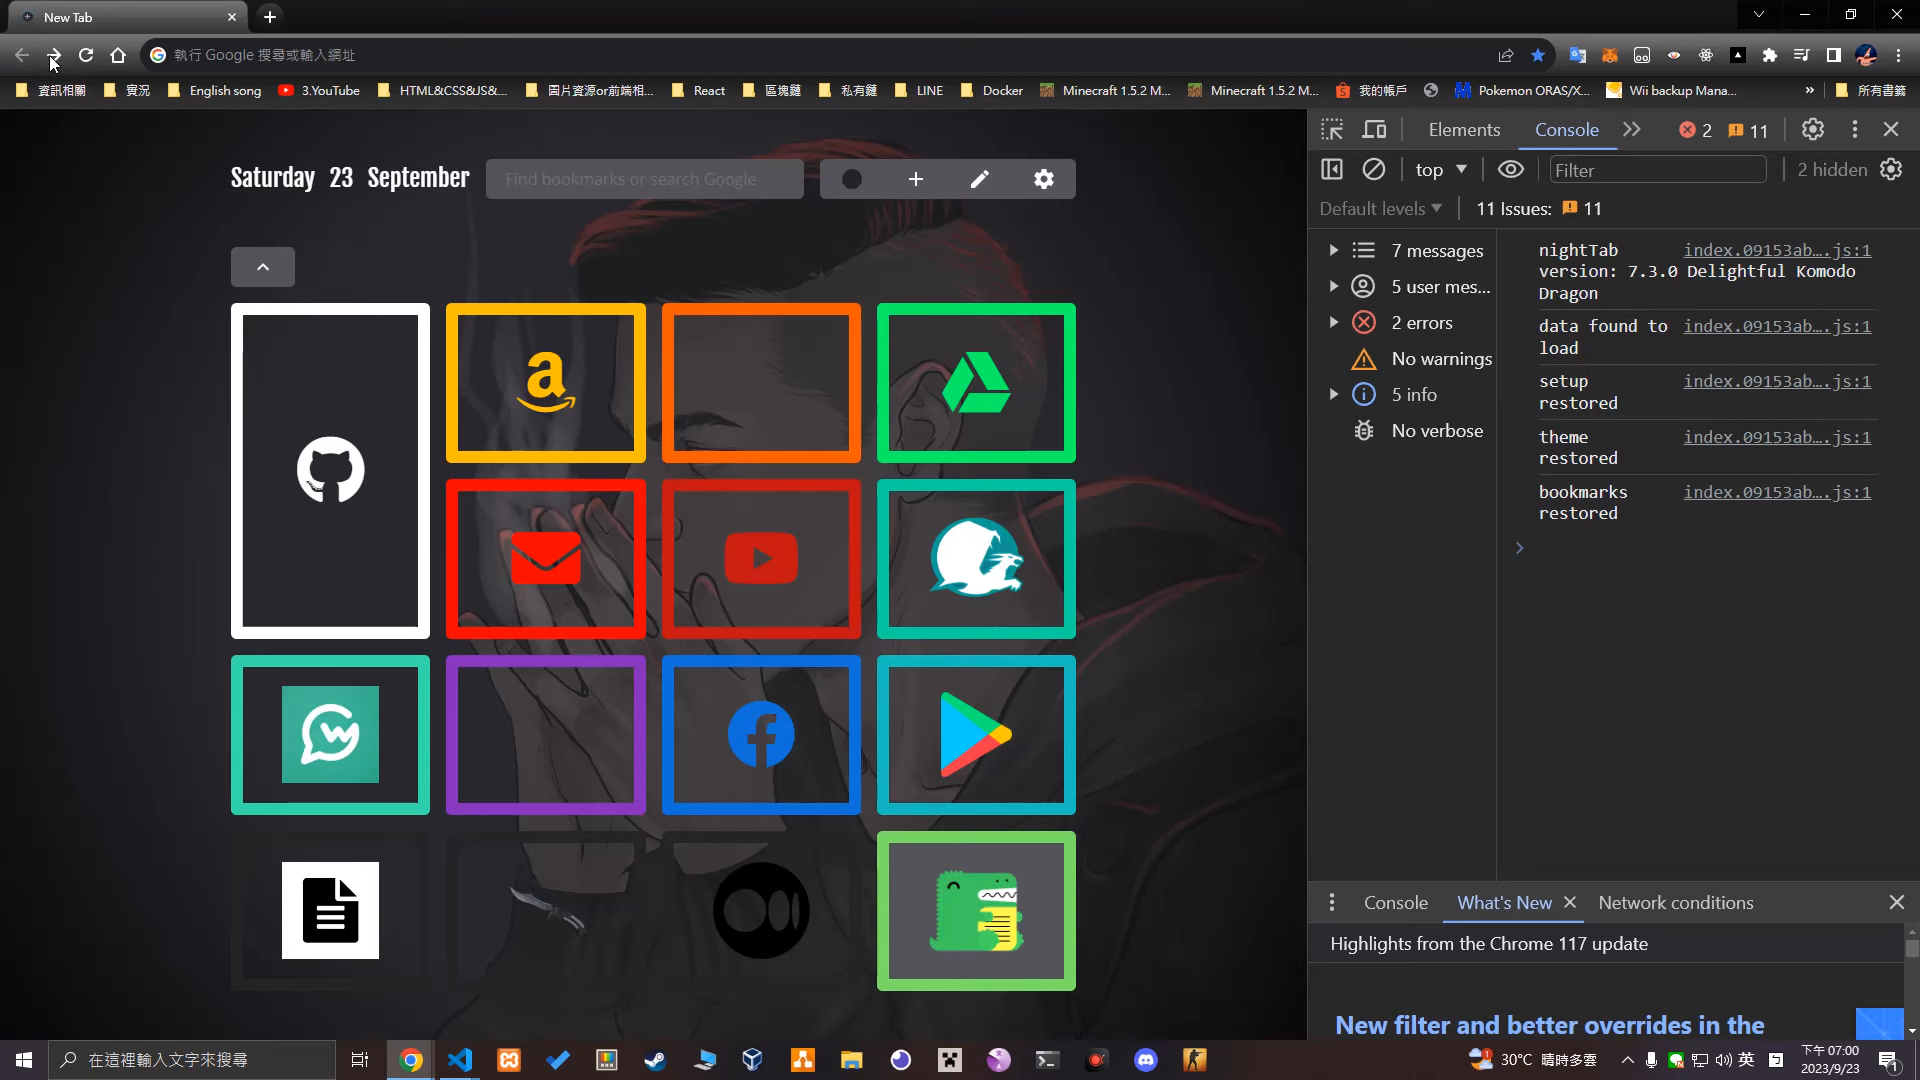 New Tab
執行 Google 搜尋或輸入網址
資訊相關
實況
English song
3.YouTube
HTML&CSS&JS&...
圖片資源or前端相...
React
區塊鏈
私有鏈
LINE
Docker
Minecraft 1.5.2 M...
Minecraft 1.5.2 M...
我的帳戶
Pokemon ORAS/X...
Wii backup Mana...
»
所有書籤
Saturday 23 September
Find bookmarks or search Google
Elements
Console
2
11
top
Filter
2 hidden
Default levels
11 Issues:
11
7 messages
5 user mes...
2 errors
No warnings
5 info
No verbose
nightTab index.09153ab….js:1
version: 7.3.0 Delightful Komodo
Dragon
data found to index.09153ab….js:1
load
setup index.09153ab….js:1
restored
theme index.09153ab….js:1
restored
bookmarks index.09153ab….js:1
restored
Console
What's New
Network conditions
Highlights from the Chrome 117 update
New filter and better overrides in the
在這裡輸入文字來搜尋
1
30°C 晴時多雲
英
下午 07:00
2023/9/23
1